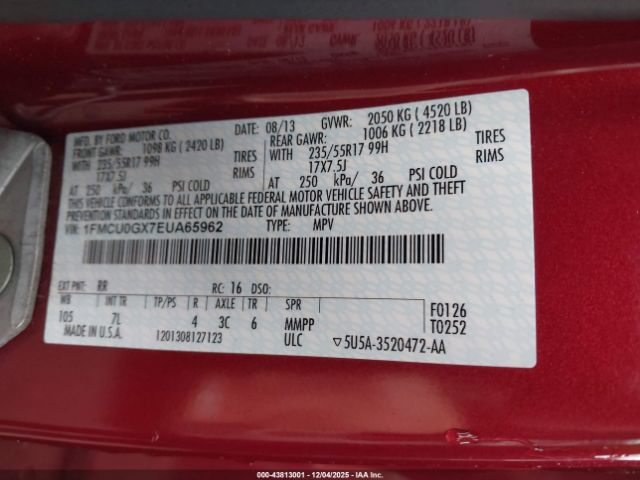 MFD. BY FORD MOTOR CO.
DATE: 08/13 GVWR: 2050 KG ( 4520 LB)
FRONT GAWR: 1098 KG ( 2420 LB)
REAR GAWR: 1006 KG ( 2218 LB)
WITH 235/55R17 99H TIRES
WITH 235/55R17 99H TIRES
17X7.5J RIMS
17X7.5J RIMS
AT 250 kPa/ 36 PSI COLD
AT 250 kPa/ 36 PSI COLD
THIS VEHICLE CONFORMS TO ALL APPLICABLE FEDERAL MOTOR VEHICLE SAFETY AND THEFT
PREVENTION STANDARDS IN EFFECT ON THE DATE OF MANUFACTURE SHOWN ABOVE.
VIN: 1FMCU0GX7EUA65962 TYPE: MPV
EXT PNT: RR RC: 16 DSO:
WB INT TR TP/PS R AXLE TR SPR
105 7L 4 3C 6 MMPP
F0126
T0252
MADE IN U.S.A. 1201308127123 ULC ▽5U5A-3520472-AA
000-43813001 - 12/04/2025 - IAA Inc.